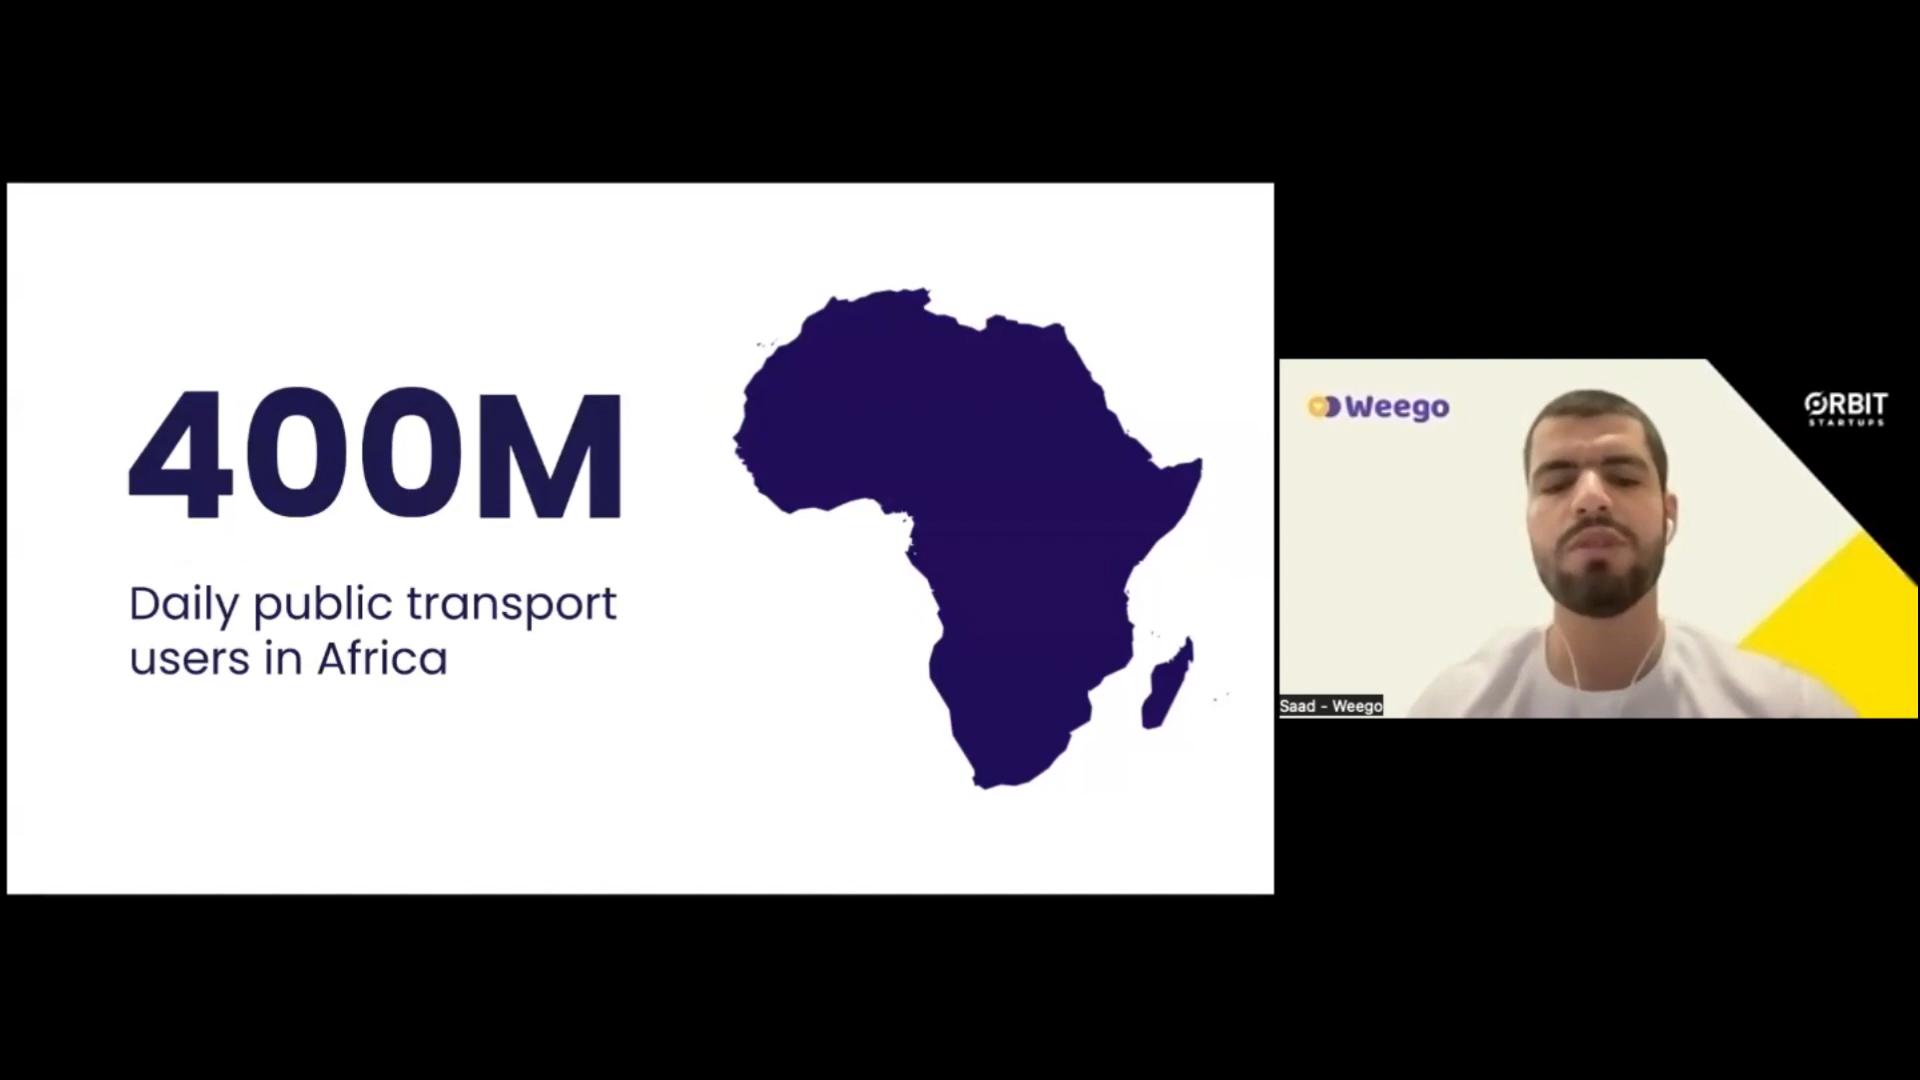 400M
Daily public transport
users in Africa
Weego
ORBIT
STARTUPS
Saad - Weego